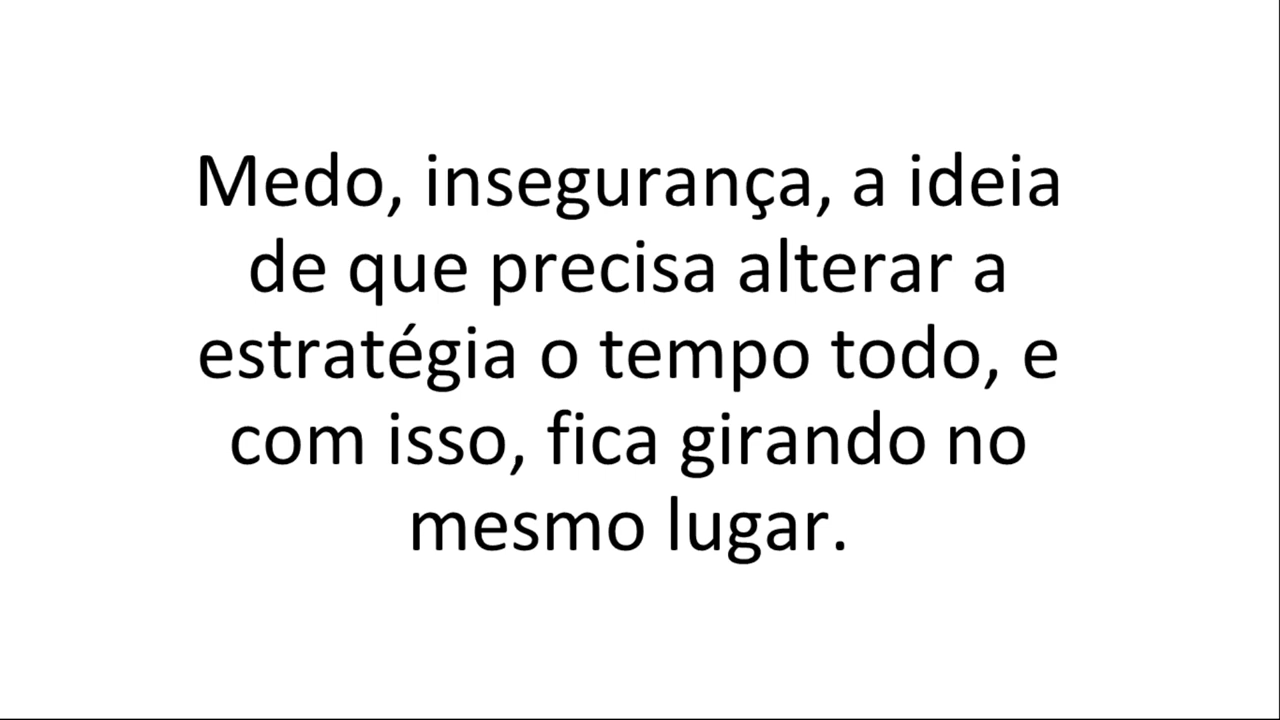 Medo, insegurança, a ideia
de que precisa alterar a
estratégia o tempo todo, e
com isso, fica girando no
mesmo lugar.